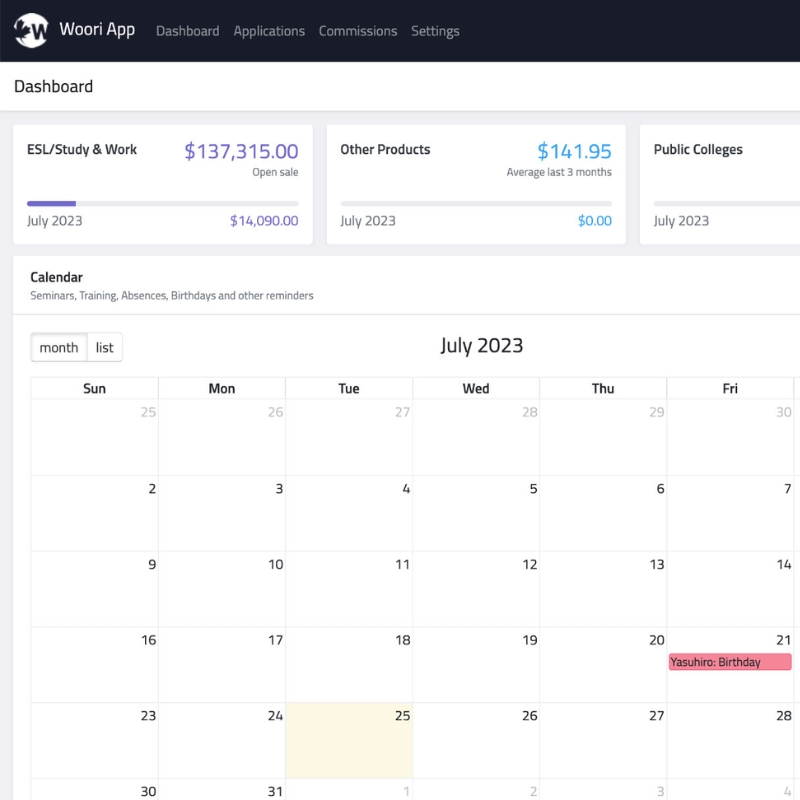 W Woori App Dashboard Applications Commissions Settings
Dashboard
ESL/Study & Work $137,315.00
Open sale
July 2023 $14,090.00
Other Products $141.95
Average last 3 months
July 2023 $0.00
Public Colleges
July 2023
Calendar
Seminars, Training, Absences, Birthdays and other reminders
month list July 2023
Sun Mon Tue Wed Thu Fri
25 26 27 28 29 30
2 3 4 5 6 7
9 10 11 12 13 14
16 17 18 19 20 21
Yasuhiro: Birthday
23 24 25 26 27 28
30 31 1 2 3 4